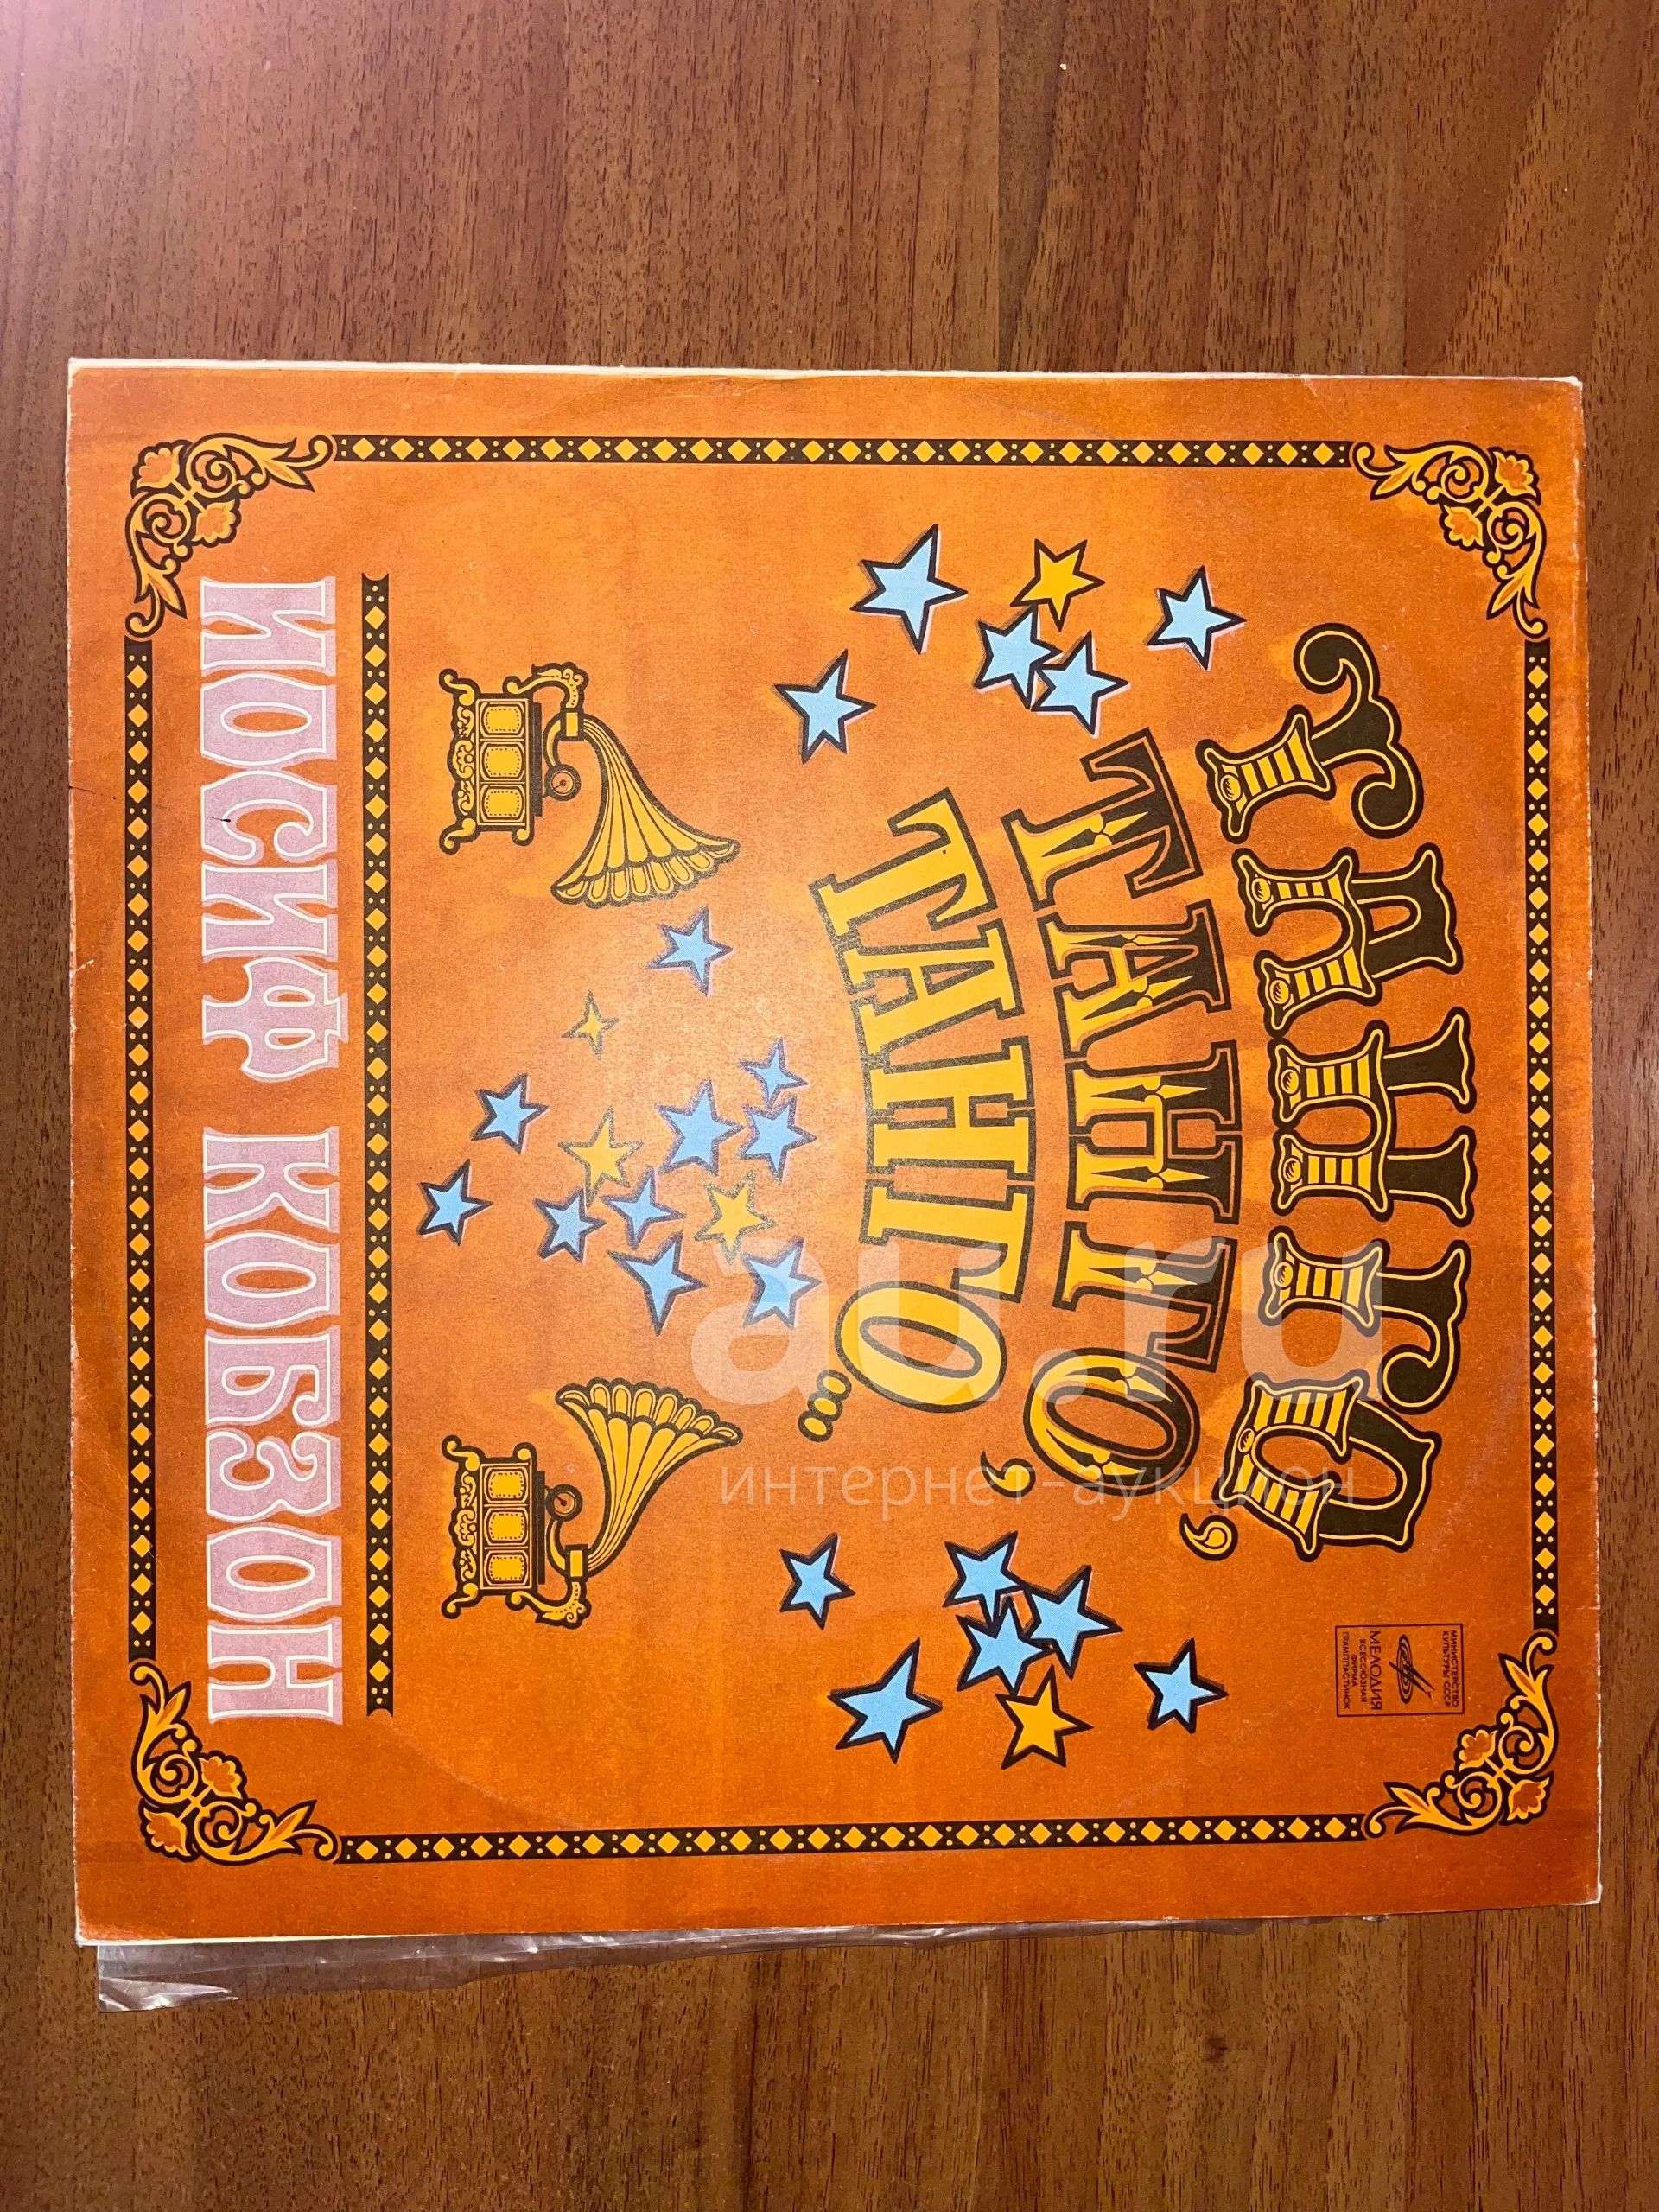 МИНИСТЕРСТВО
КУЛЬТУРЫ СССР
МЕЛОДИЯ
ВСЕСОЮЗНАЯ
ФИРМА
ГРАМПЛАСТИНОК
ТАНГО,
ТАНГО,
ТАНГО...
ИОСИФ КОБЗОН
au.ru
интернет-аукцион